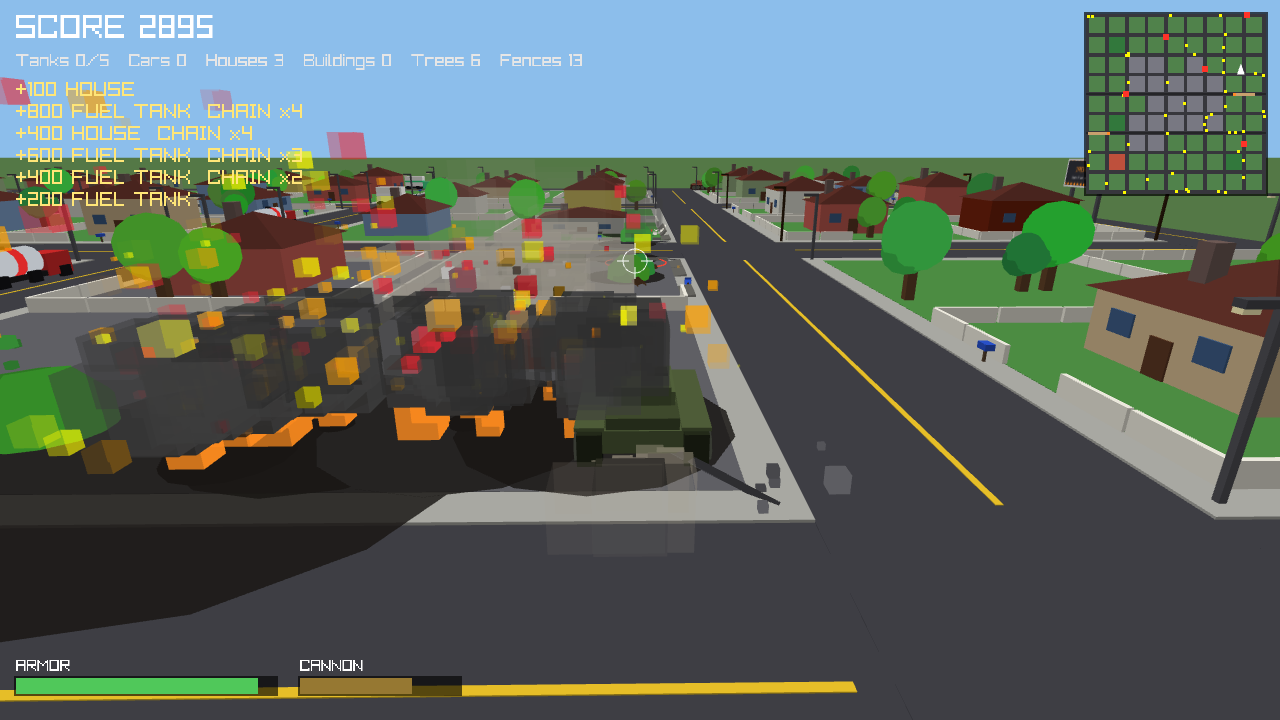 SCORE 2895
Tanks 0/5 Cars 0 Houses 3 Buildings 0 Trees 6 Fences 13
+100 HOUSE
+800 FUEL TANK CHAIN x4
+400 HOUSE CHAIN x4
+600 FUEL TANK CHAIN x3
+400 FUEL TANK CHAIN x2
+200 FUEL TANK
ARMOR
CANNON